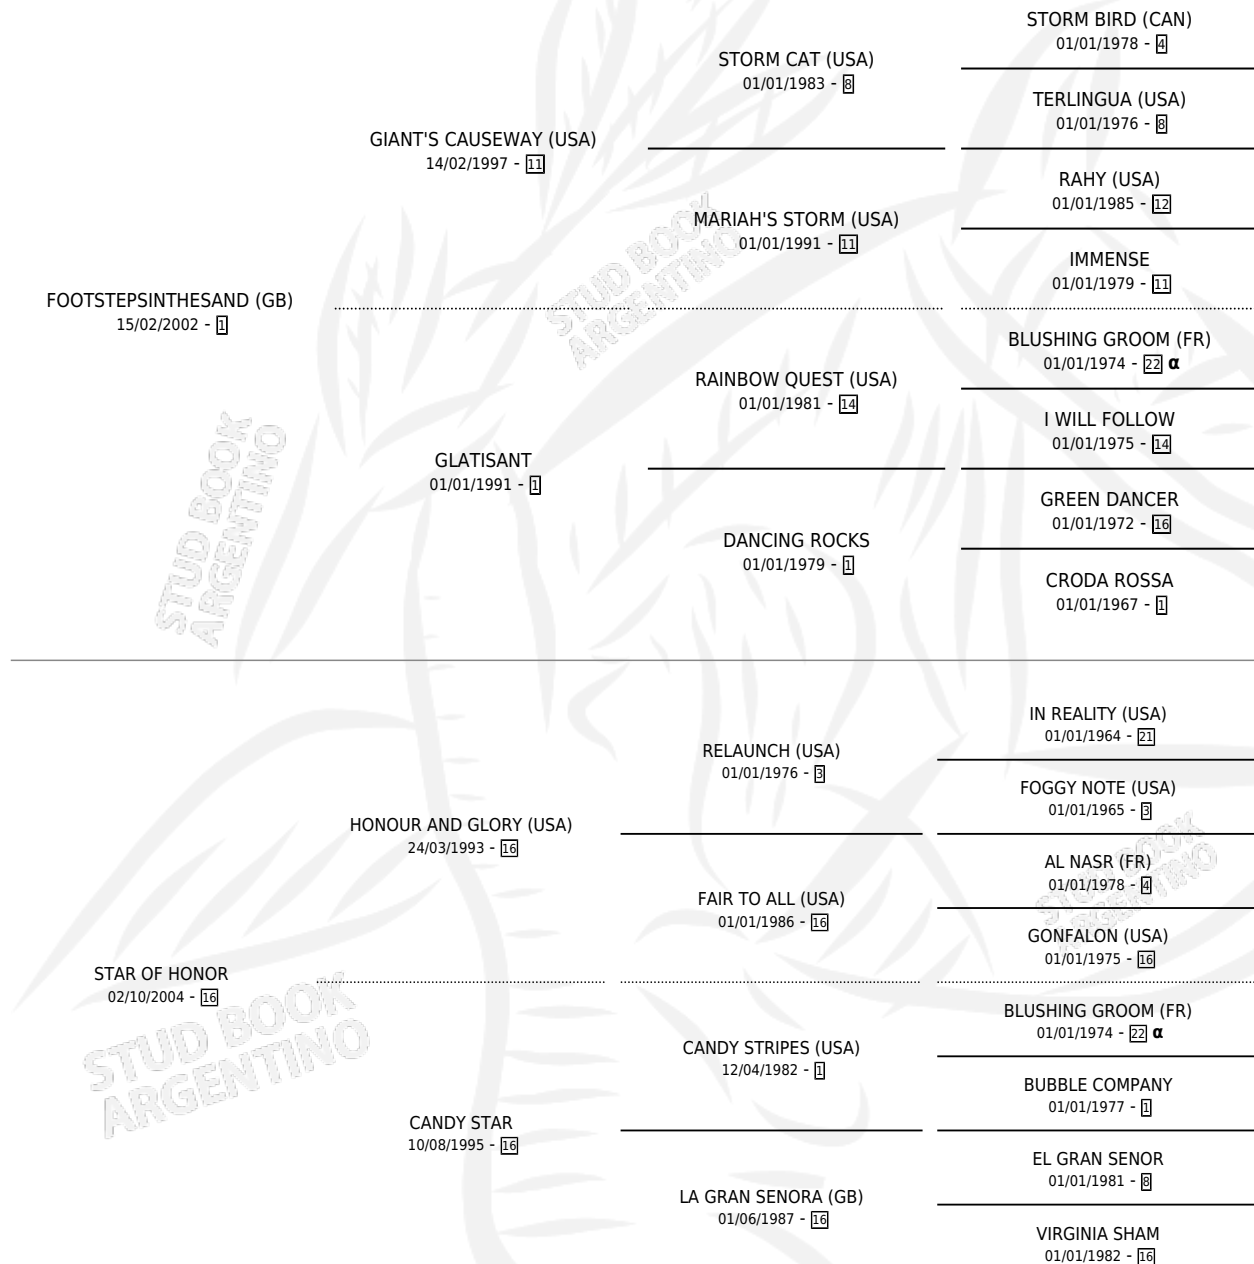 STORM BIRD (CAN)
01/01/1978 - 4
STORM CAT (USA)
01/01/1983 - 8
TERLINGUA (USA)
01/01/1976 - 8
GIANT'S CAUSEWAY (USA)
14/02/1997 - 11
RAHY (USA)
01/01/1985 - 12
MARIAH'S STORM (USA)
01/01/1991 - 11
IMMENSE
01/01/1979 - 11
FOOTSTEPSINTHESAND (GB)
15/02/2002 - 1
BLUSHING GROOM (FR)
01/01/1974 - 22 α
RAINBOW QUEST (USA)
01/01/1981 - 14
I WILL FOLLOW
01/01/1975 - 14
GLATISANT
01/01/1991 - 1
GREEN DANCER
01/01/1972 - 16
DANCING ROCKS
01/01/1979 - 1
CRODA ROSSA
01/01/1967 - 1
STUD BOOK
ARGENTINO
STUD BOOK
ARGENTINO
IN REALITY (USA)
01/01/1964 - 21
RELAUNCH (USA)
01/01/1976 - 3
FOGGY NOTE (USA)
01/01/1965 - 3
HONOUR AND GLORY (USA)
24/03/1993 - 16
AL NASR (FR)
01/01/1978 - 4
FAIR TO ALL (USA)
01/01/1986 - 16
GONFALON (USA)
01/01/1975 - 16
STAR OF HONOR
02/10/2004 - 16
BLUSHING GROOM (FR)
01/01/1974 - 22 α
CANDY STRIPES (USA)
12/04/1982 - 1
BUBBLE COMPANY
01/01/1977 - 1
CANDY STAR
10/08/1995 - 16
EL GRAN SENOR
01/01/1981 - 8
LA GRAN SENORA (GB)
01/06/1987 - 16
VIRGINIA SHAM
01/01/1982 - 16
STUD BOOK
ARGENTINO
STUD BOOK
ARGENTINO